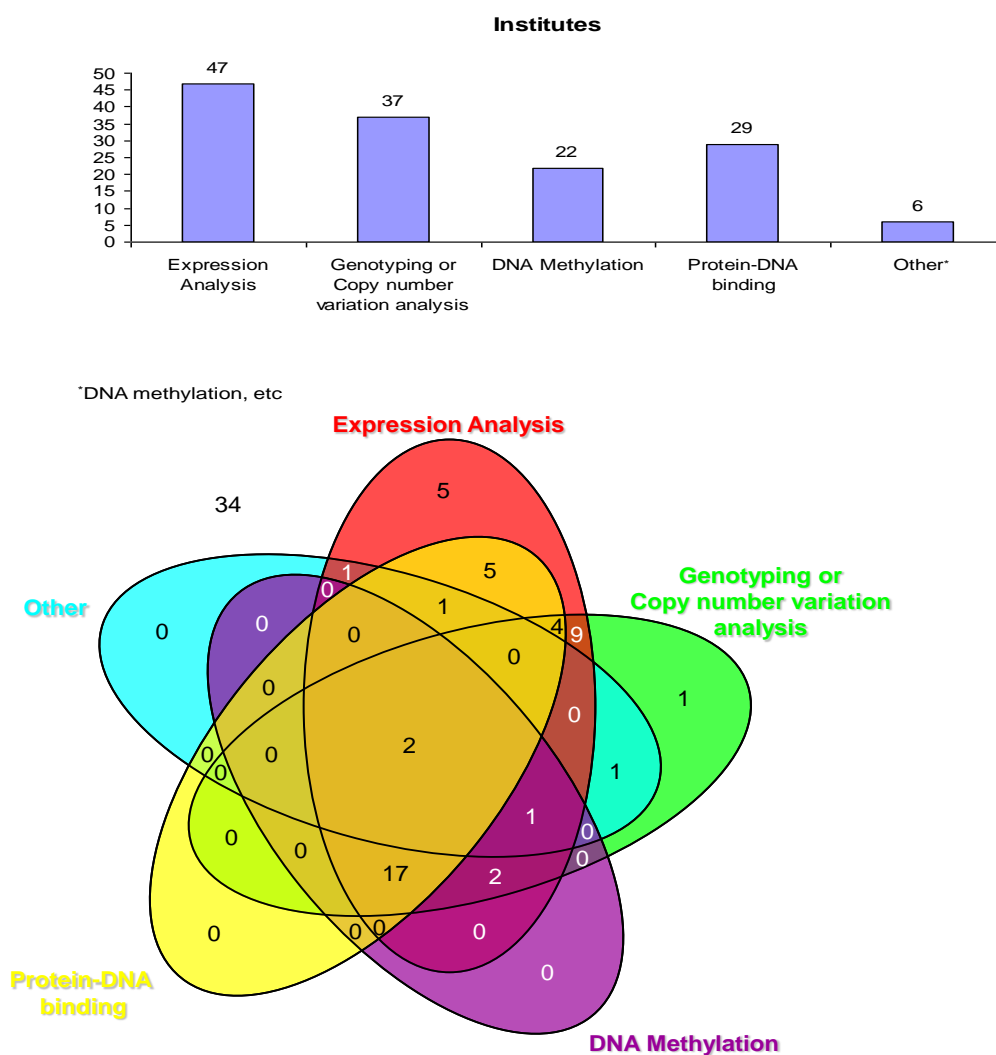 Institutes
50
45
40
35
30
25
20
15
10
5
0
47
37
22
29
6
Expression
Analysis
Genotyping or
Copy number
variation analysis
DNA Methylation
Protein-DNA
binding
Other*
*DNA methylation, etc
Expression Analysis
34
5
5
1
0
1
Genotyping or
Copy number variation
analysis
Other
0
0
0
4
9
0
0
1
0
2
0
0
0
0
1
1
0
0
0
0
17
2
0
0
0
0
0
Protein-DNA
binding
0
DNA Methylation